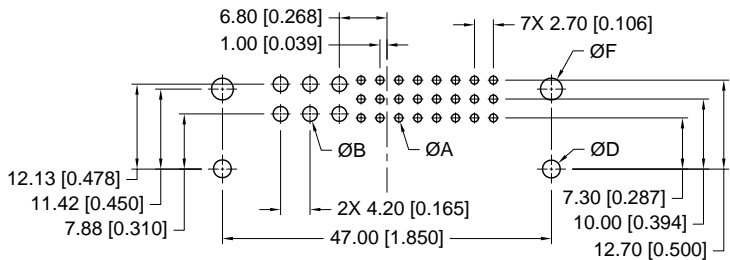 6.80 [0.268]
1.00 [0.039]
7X 2.70 [0.106]
ØF
ØB
ØA
ØD
12.13 [0.478]
11.42 [0.450]
7.88 [0.310]
2X 4.20 [0.165]
47.00 [1.850]
7.30 [0.287]
10.00 [0.394]
12.70 [0.500]